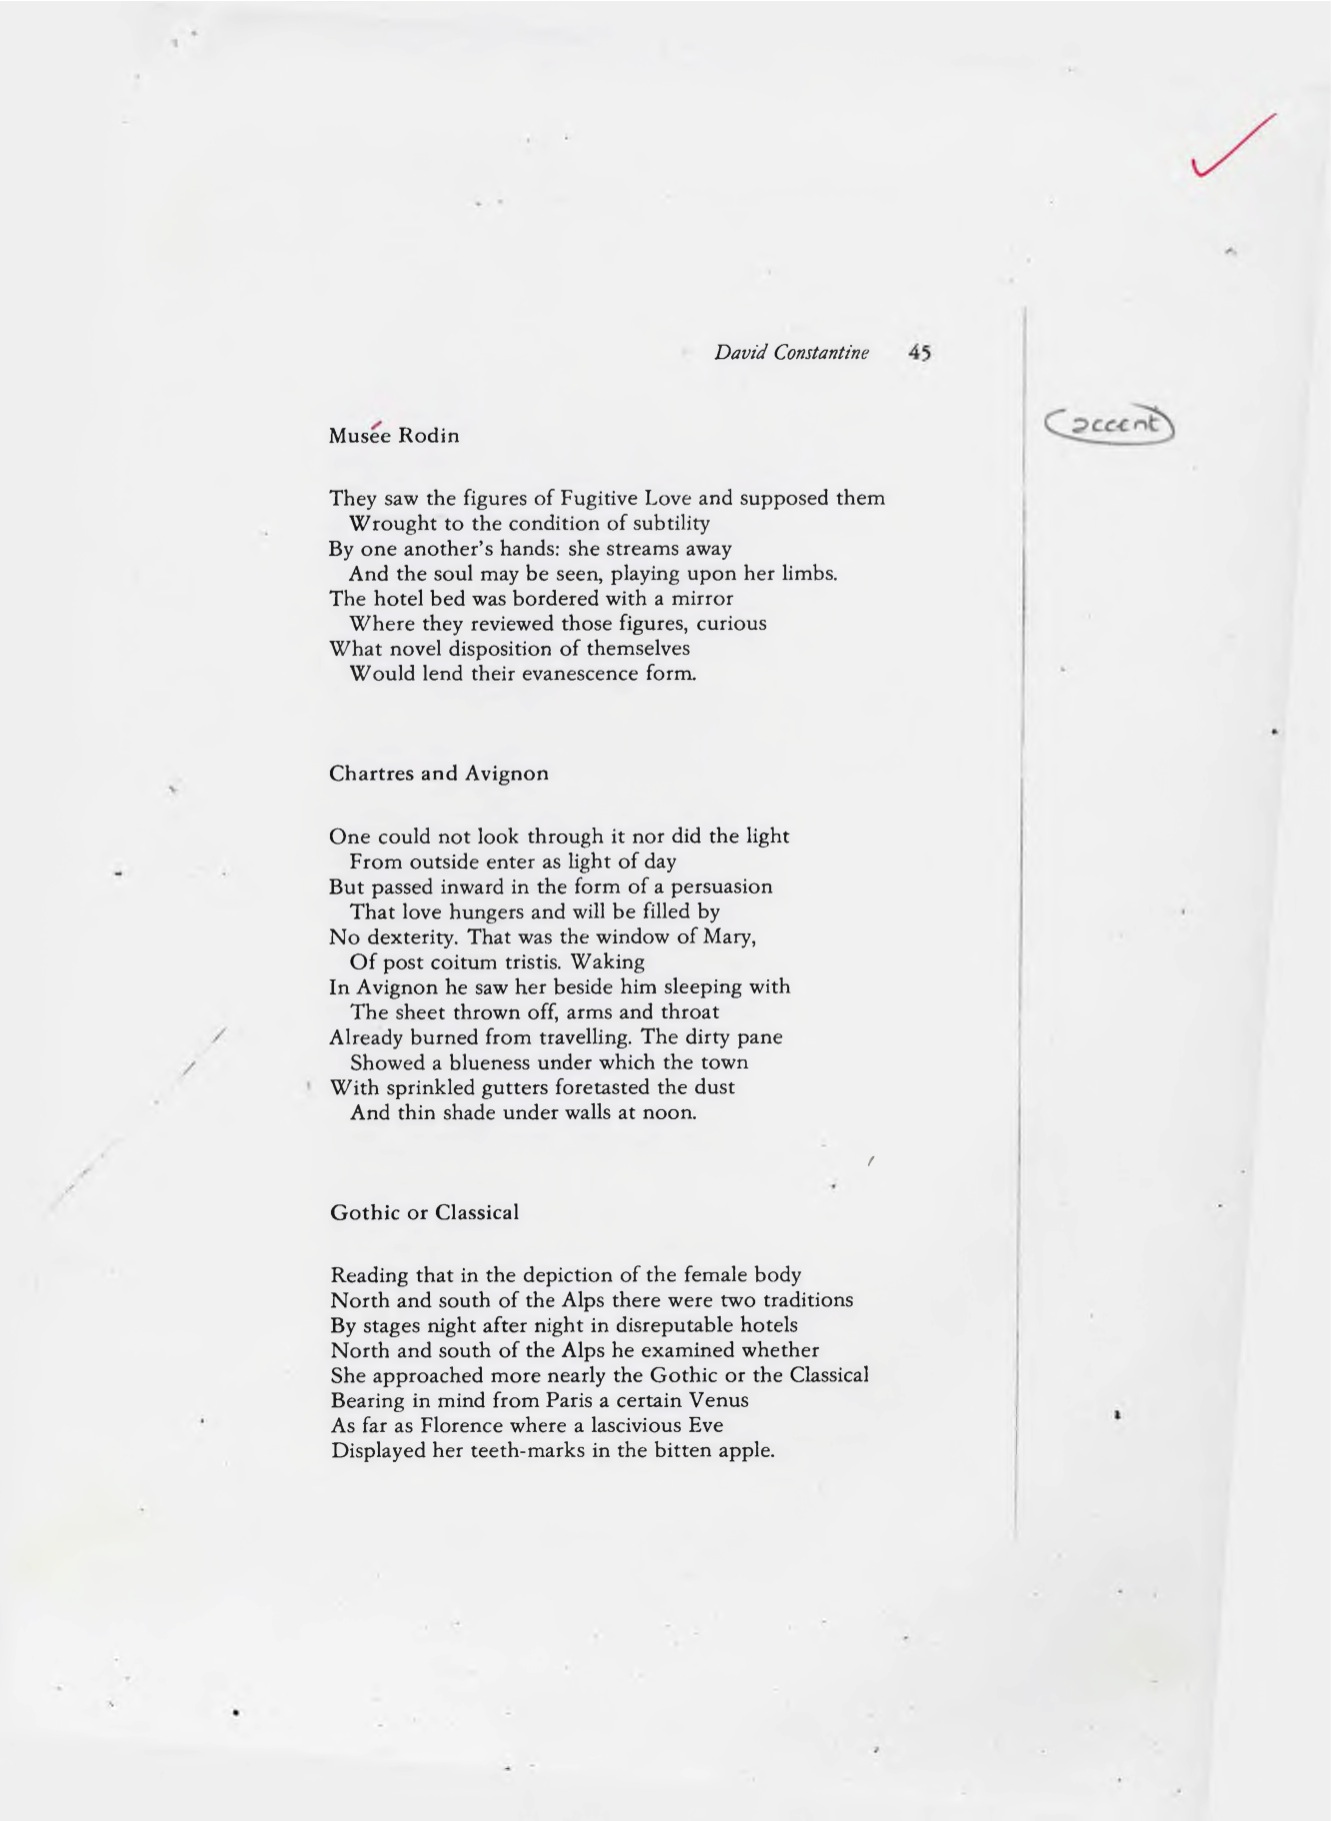 David Constantine 45
Musée Rodin
accent
They saw the figures of Fugitive Love and supposed them
Wrought to the condition of subtility
By one another's hands: she streams away
And the soul may be seen, playing upon her limbs.
The hotel bed was bordered with a mirror
Where they reviewed those figures, curious
What novel disposition of themselves
Would lend their evanescence form.
Chartres and Avignon
One could not look through it nor did the light
From outside enter as light of day
But passed inward in the form of a persuasion
That love hungers and will be filled by
No dexterity. That was the window of Mary,
Of post coitum tristis. Waking
In Avignon he saw her beside him sleeping with
The sheet thrown off, arms and throat
Already burned from travelling. The dirty pane
Showed a blueness under which the town
With sprinkled gutters foretasted the dust
And thin shade under walls at noon.
Gothic or Classical
Reading that in the depiction of the female body
North and south of the Alps there were two traditions
By stages night after night in disreputable hotels
North and south of the Alps he examined whether
She approached more nearly the Gothic or the Classical
Bearing in mind from Paris a certain Venus
As far as Florence where a lascivious Eve
Displayed her teeth-marks in the bitten apple.